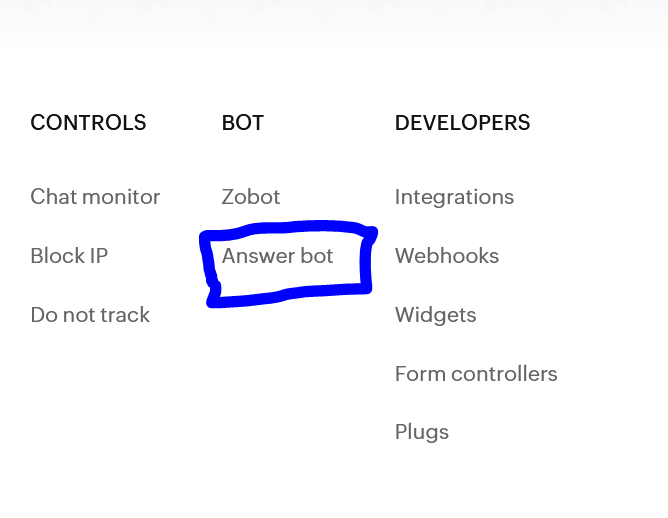 CONTROLS
Chat monitor
Block IP
Do not track
BOT
Zobot
Answer bot
DEVELOPERS
Integrations
Webhooks
Widgets
Form controllers
Plugs